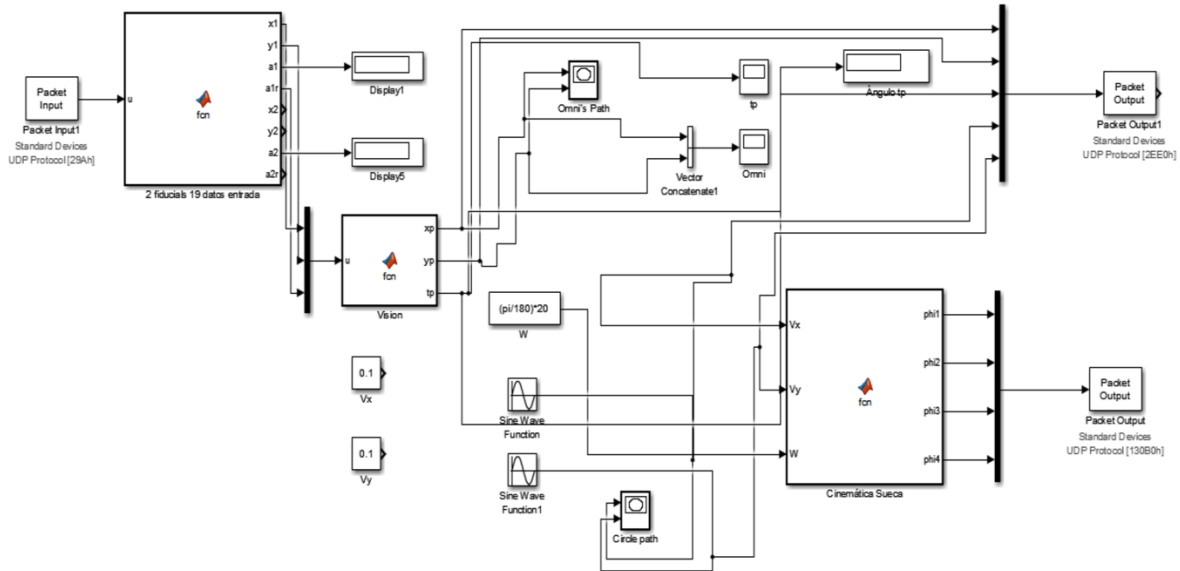 Packet
Input
Packet Input1
Standard Devices
UDP Protocol [29Ah]
u
fcn
x1
y1
a1
a1r
x2
y2
a2
a2r
2 fiducials 19 datos entrada
Display1
Display5
u
fcn
xp
yp
tp
Vision
Omni's Path
Vector
Concatenate1
tp
Omni
Ángulo tp
Packet
Output
Packet Output1
Standard Devices
UDP Protocol [2EE0h]
(pi/180)*20
W
0.1
Vx
0.1
Vy
Sine Wave
Function
Sine Wave
Function1
Circle path
Vx
Vy
W
fcn
phi1
phi2
phi3
phi4
Cinemática Sueca
Packet
Output
Packet Output
Standard Devices
UDP Protocol [130B0h]